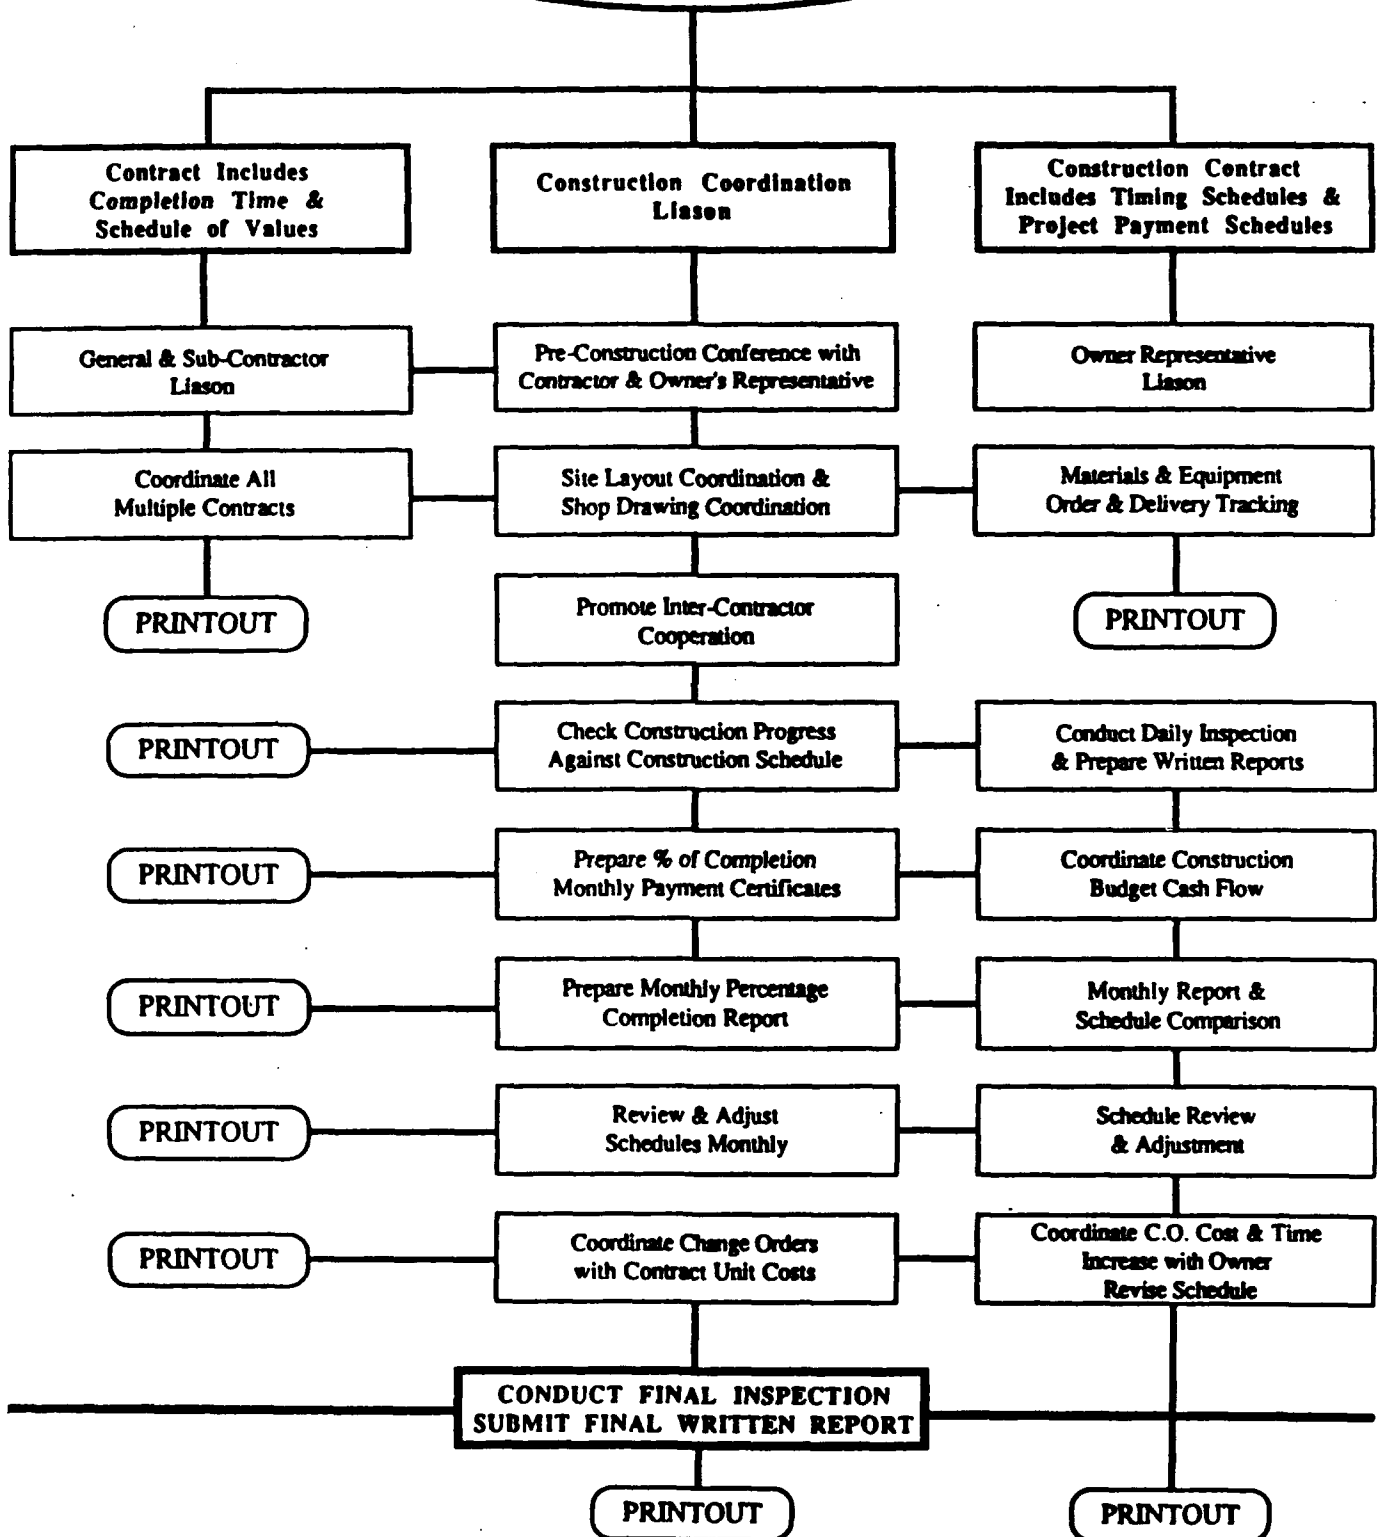 Contract Includes
Completion Time &
Schedule of Values
Construction Coordination
Liason
Construction Contract
Includes Timing Schedules &
Project Payment Schedules
General & Sub-Contractor
Liason
Pre-Construction Conference with
Contractor & Owner's Representative
Owner Representative
Liason
Coordinate All
Multiple Contracts
Site Layout Coordination &
Shop Drawing Coordination
Materials & Equipment
Order & Delivery Tracking
PRINTOUT
Promote Inter-Contractor
Cooperation
PRINTOUT
PRINTOUT
Check Construction Progress
Against Construction Schedule
Conduct Daily Inspection
& Prepare Written Reports
PRINTOUT
Prepare % of Completion
Monthly Payment Certificates
Coordinate Construction
Budget Cash Flow
PRINTOUT
Prepare Monthly Percentage
Completion Report
Monthly Report &
Schedule Comparison
PRINTOUT
Review & Adjust
Schedules Monthly
Schedule Review
& Adjustment
PRINTOUT
Coordinate Change Orders
with Contract Unit Costs
Coordinate C.O. Cost & Time
Increase with Owner
Revise Schedule
CONDUCT FINAL INSPECTION
SUBMIT FINAL WRITTEN REPORT
PRINTOUT
PRINTOUT